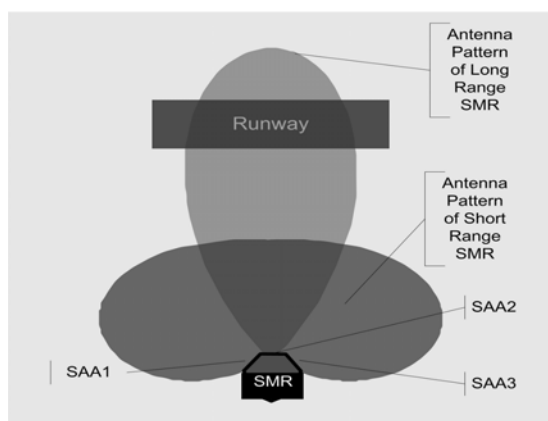 Antenna
Pattern
of Long
Range
SMR
Runway
Antenna
Pattern
of Short
Range
SMR
SAA2
SAA1
SMR
SAA3